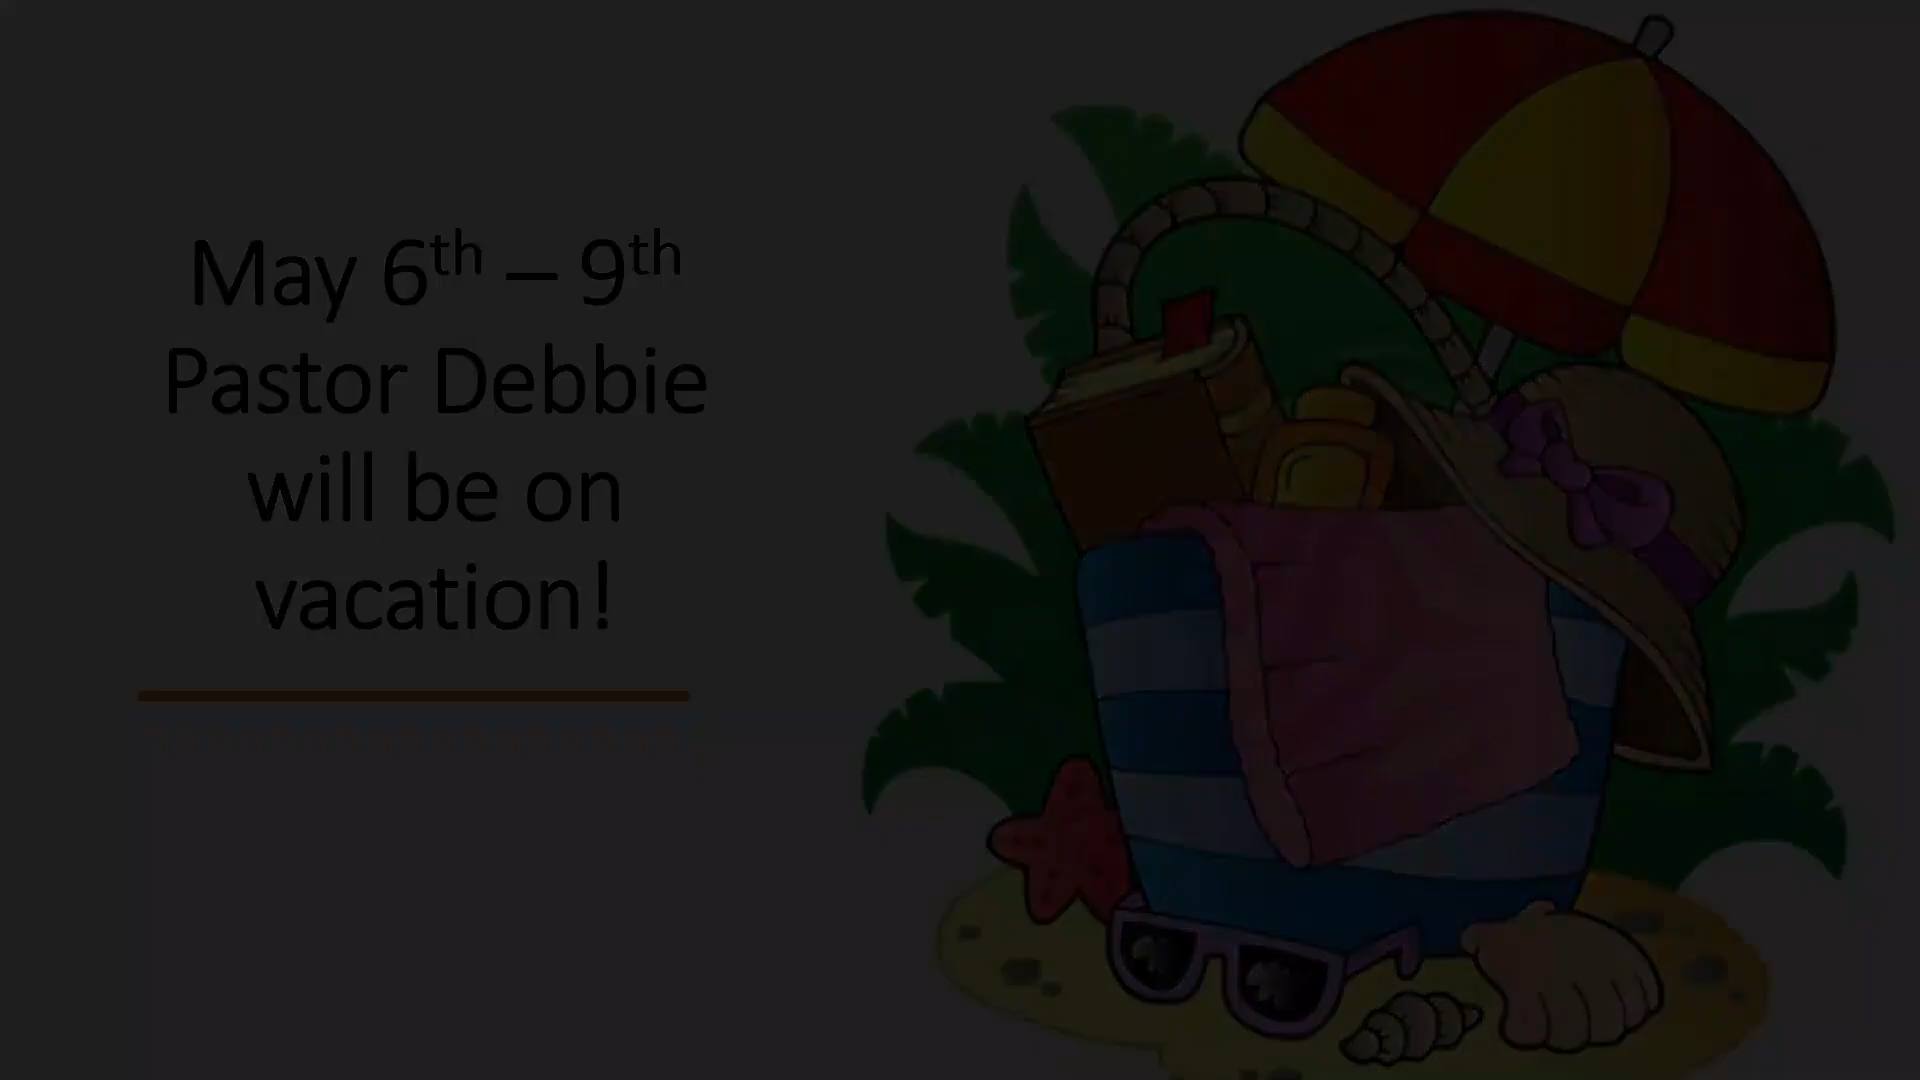 May 6th – 9th
Pastor Debbie
will be on
vacation!